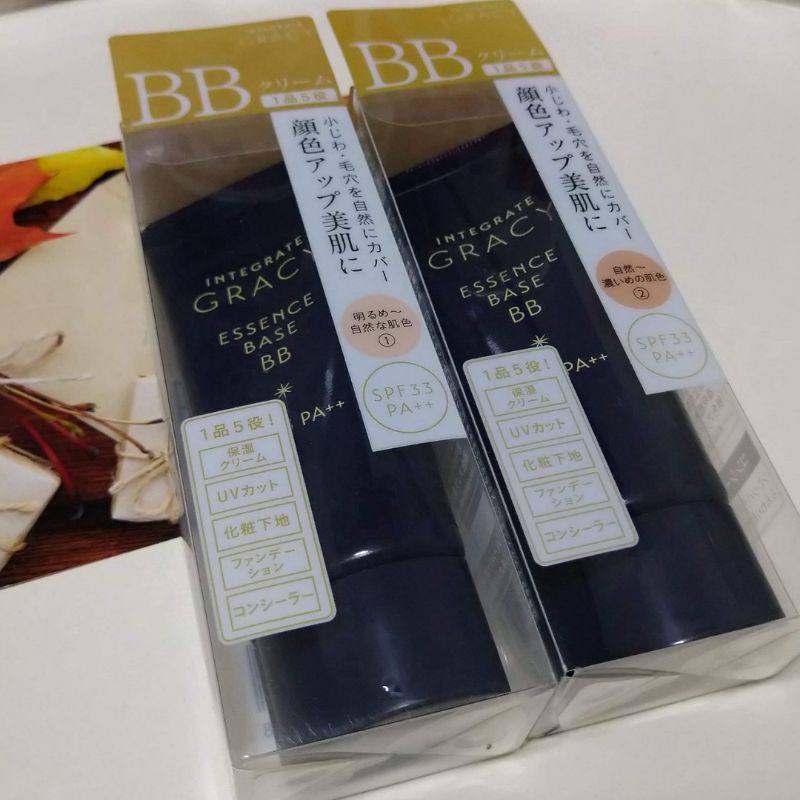 INTEGRATE
GRACY
BB
クリーム
1品5役
小じわ・毛穴を自然にカバー
顔色アップ美肌に
INTEGRATE
GRACY
ESSENCE
BASE
BB
PA++
明るめ〜
自然な肌色
①
SPF33
PA++
1品5役!
保湿
クリーム
UVカット
化粧下地
ファンデー
ション
コンシーラー
GRACY
BB
クリーム
1品5役
小じわ・毛穴を自然にカバー
顔色アップ美肌に
INTEGRATE
GRACY
ESSENCE
BASE
BB
PA++
自然〜
濃いめの肌色
②
SPF33
PA++
1品5役!
保湿
クリーム
UVカット
化粧下地
ファンデー
ション
コンシーラー